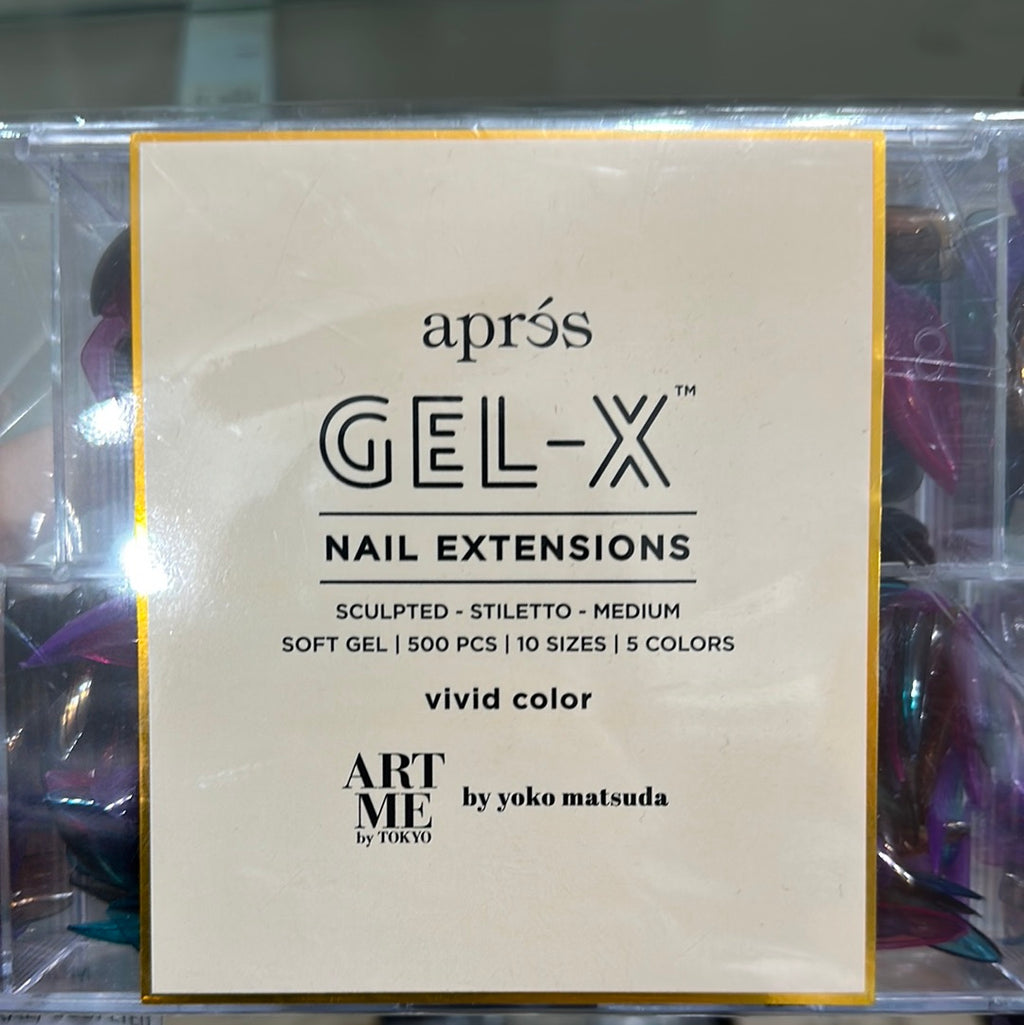 aprés
GEL-X™
NAIL EXTENSIONS
SCULPTED - STILETTO - MEDIUM
SOFT GEL | 500 PCS | 10 SIZES | 5 COLORS
vivid color
ART
ME
by TOKYO
by yoko matsuda